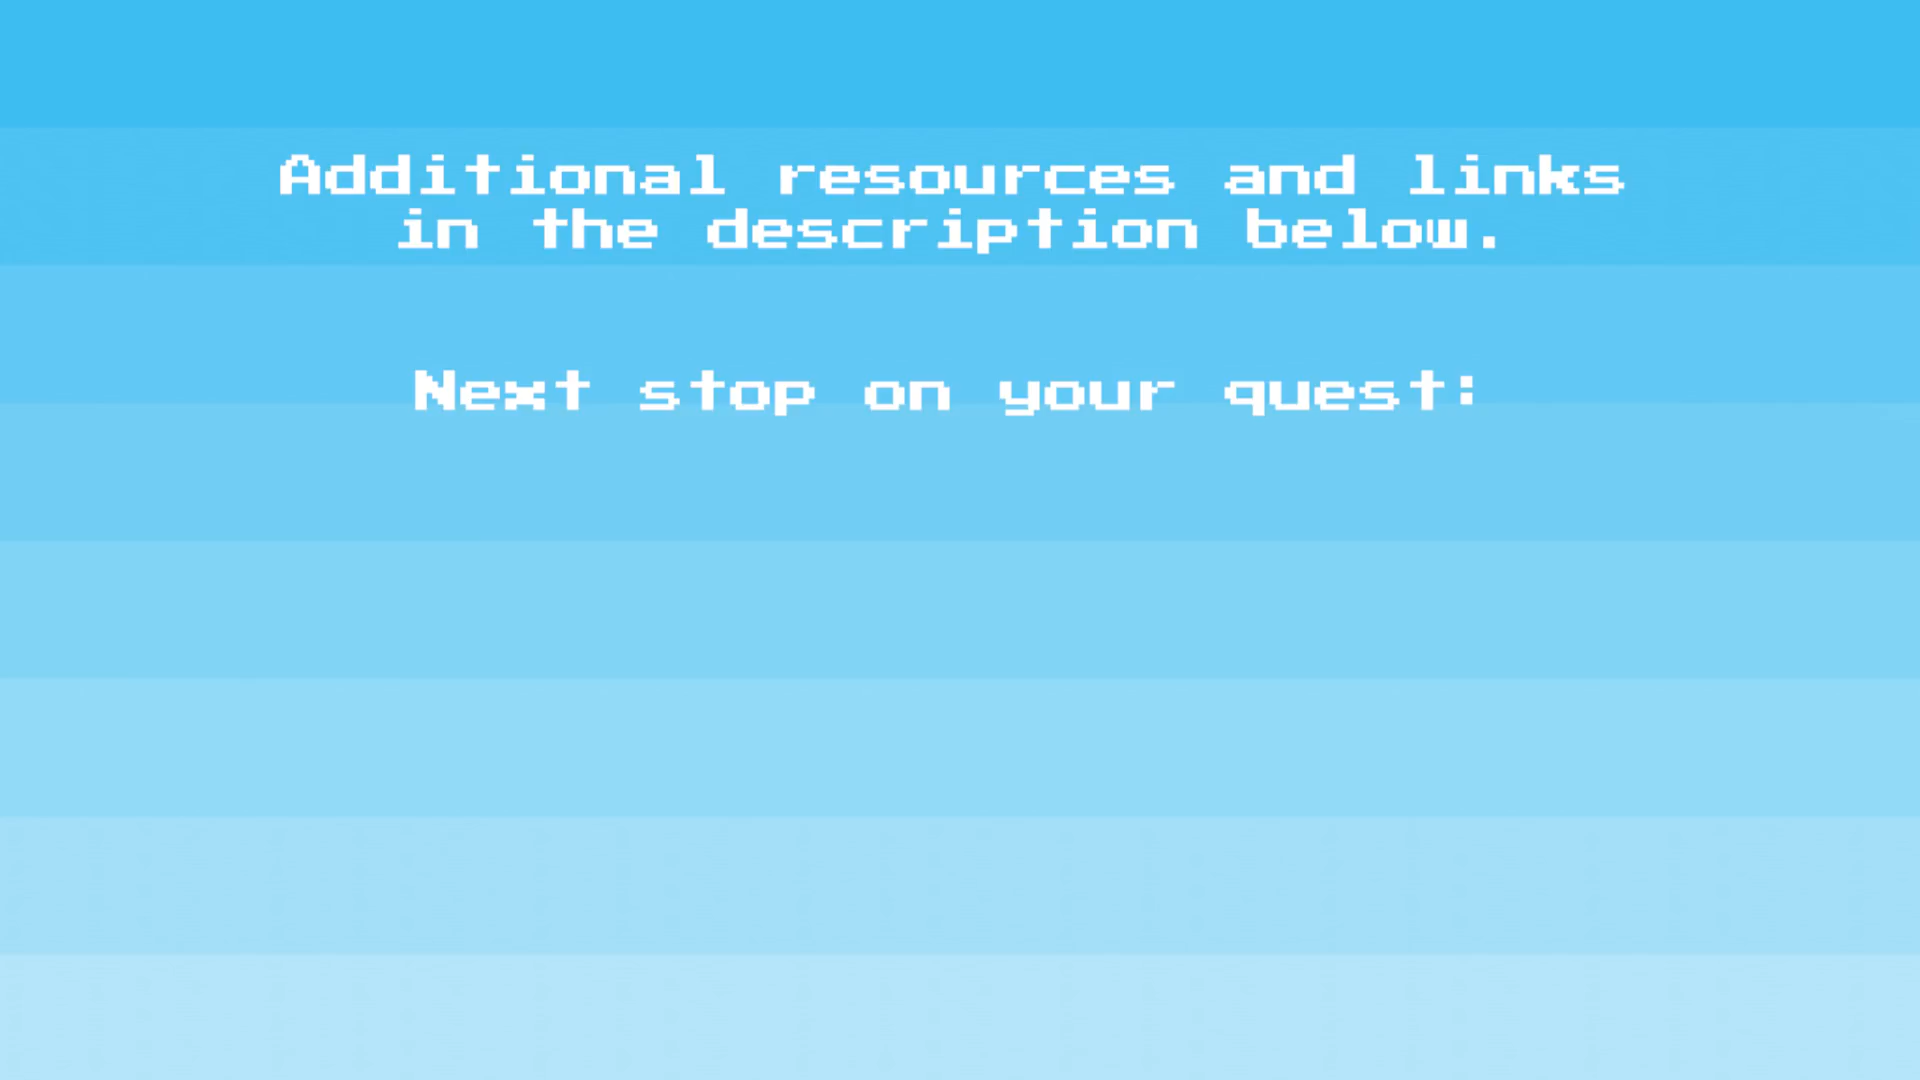 Additional resources and links
in the description below.
Next stop on your quest: